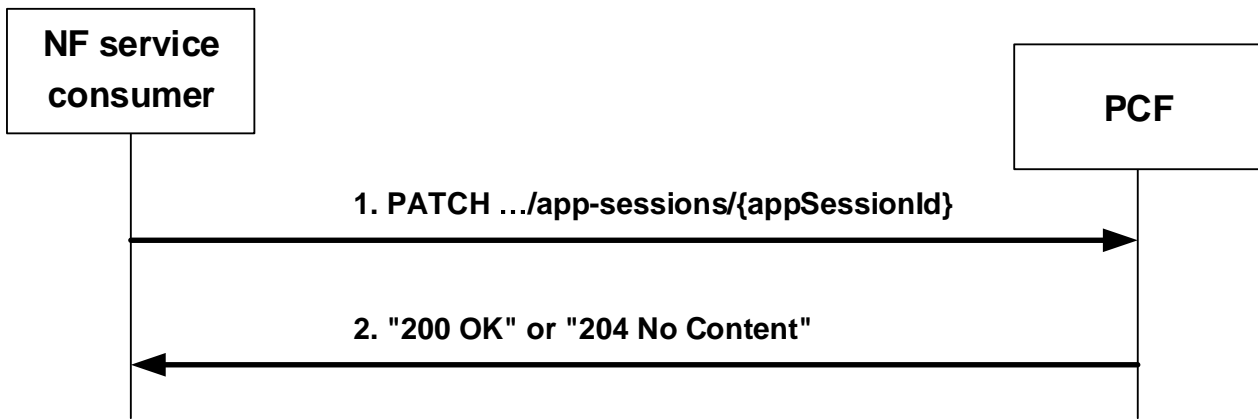 NF service
consumer
PCF
1. PATCH …/app-sessions/{appSessionId}
2. "200 OK" or "204 No Content"